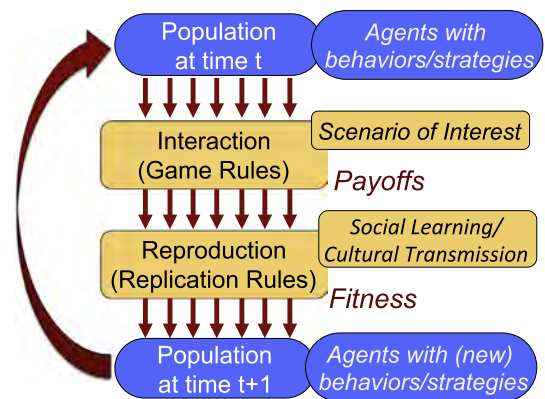 Population
at time t
Agents with
behaviors/strategies
Interaction
(Game Rules)
Scenario of Interest
Payoffs
Reproduction
(Replication Rules)
Social Learning/
Cultural Transmission
Fitness
Population
at time t+1
Agents with (new)
behaviors/strategies